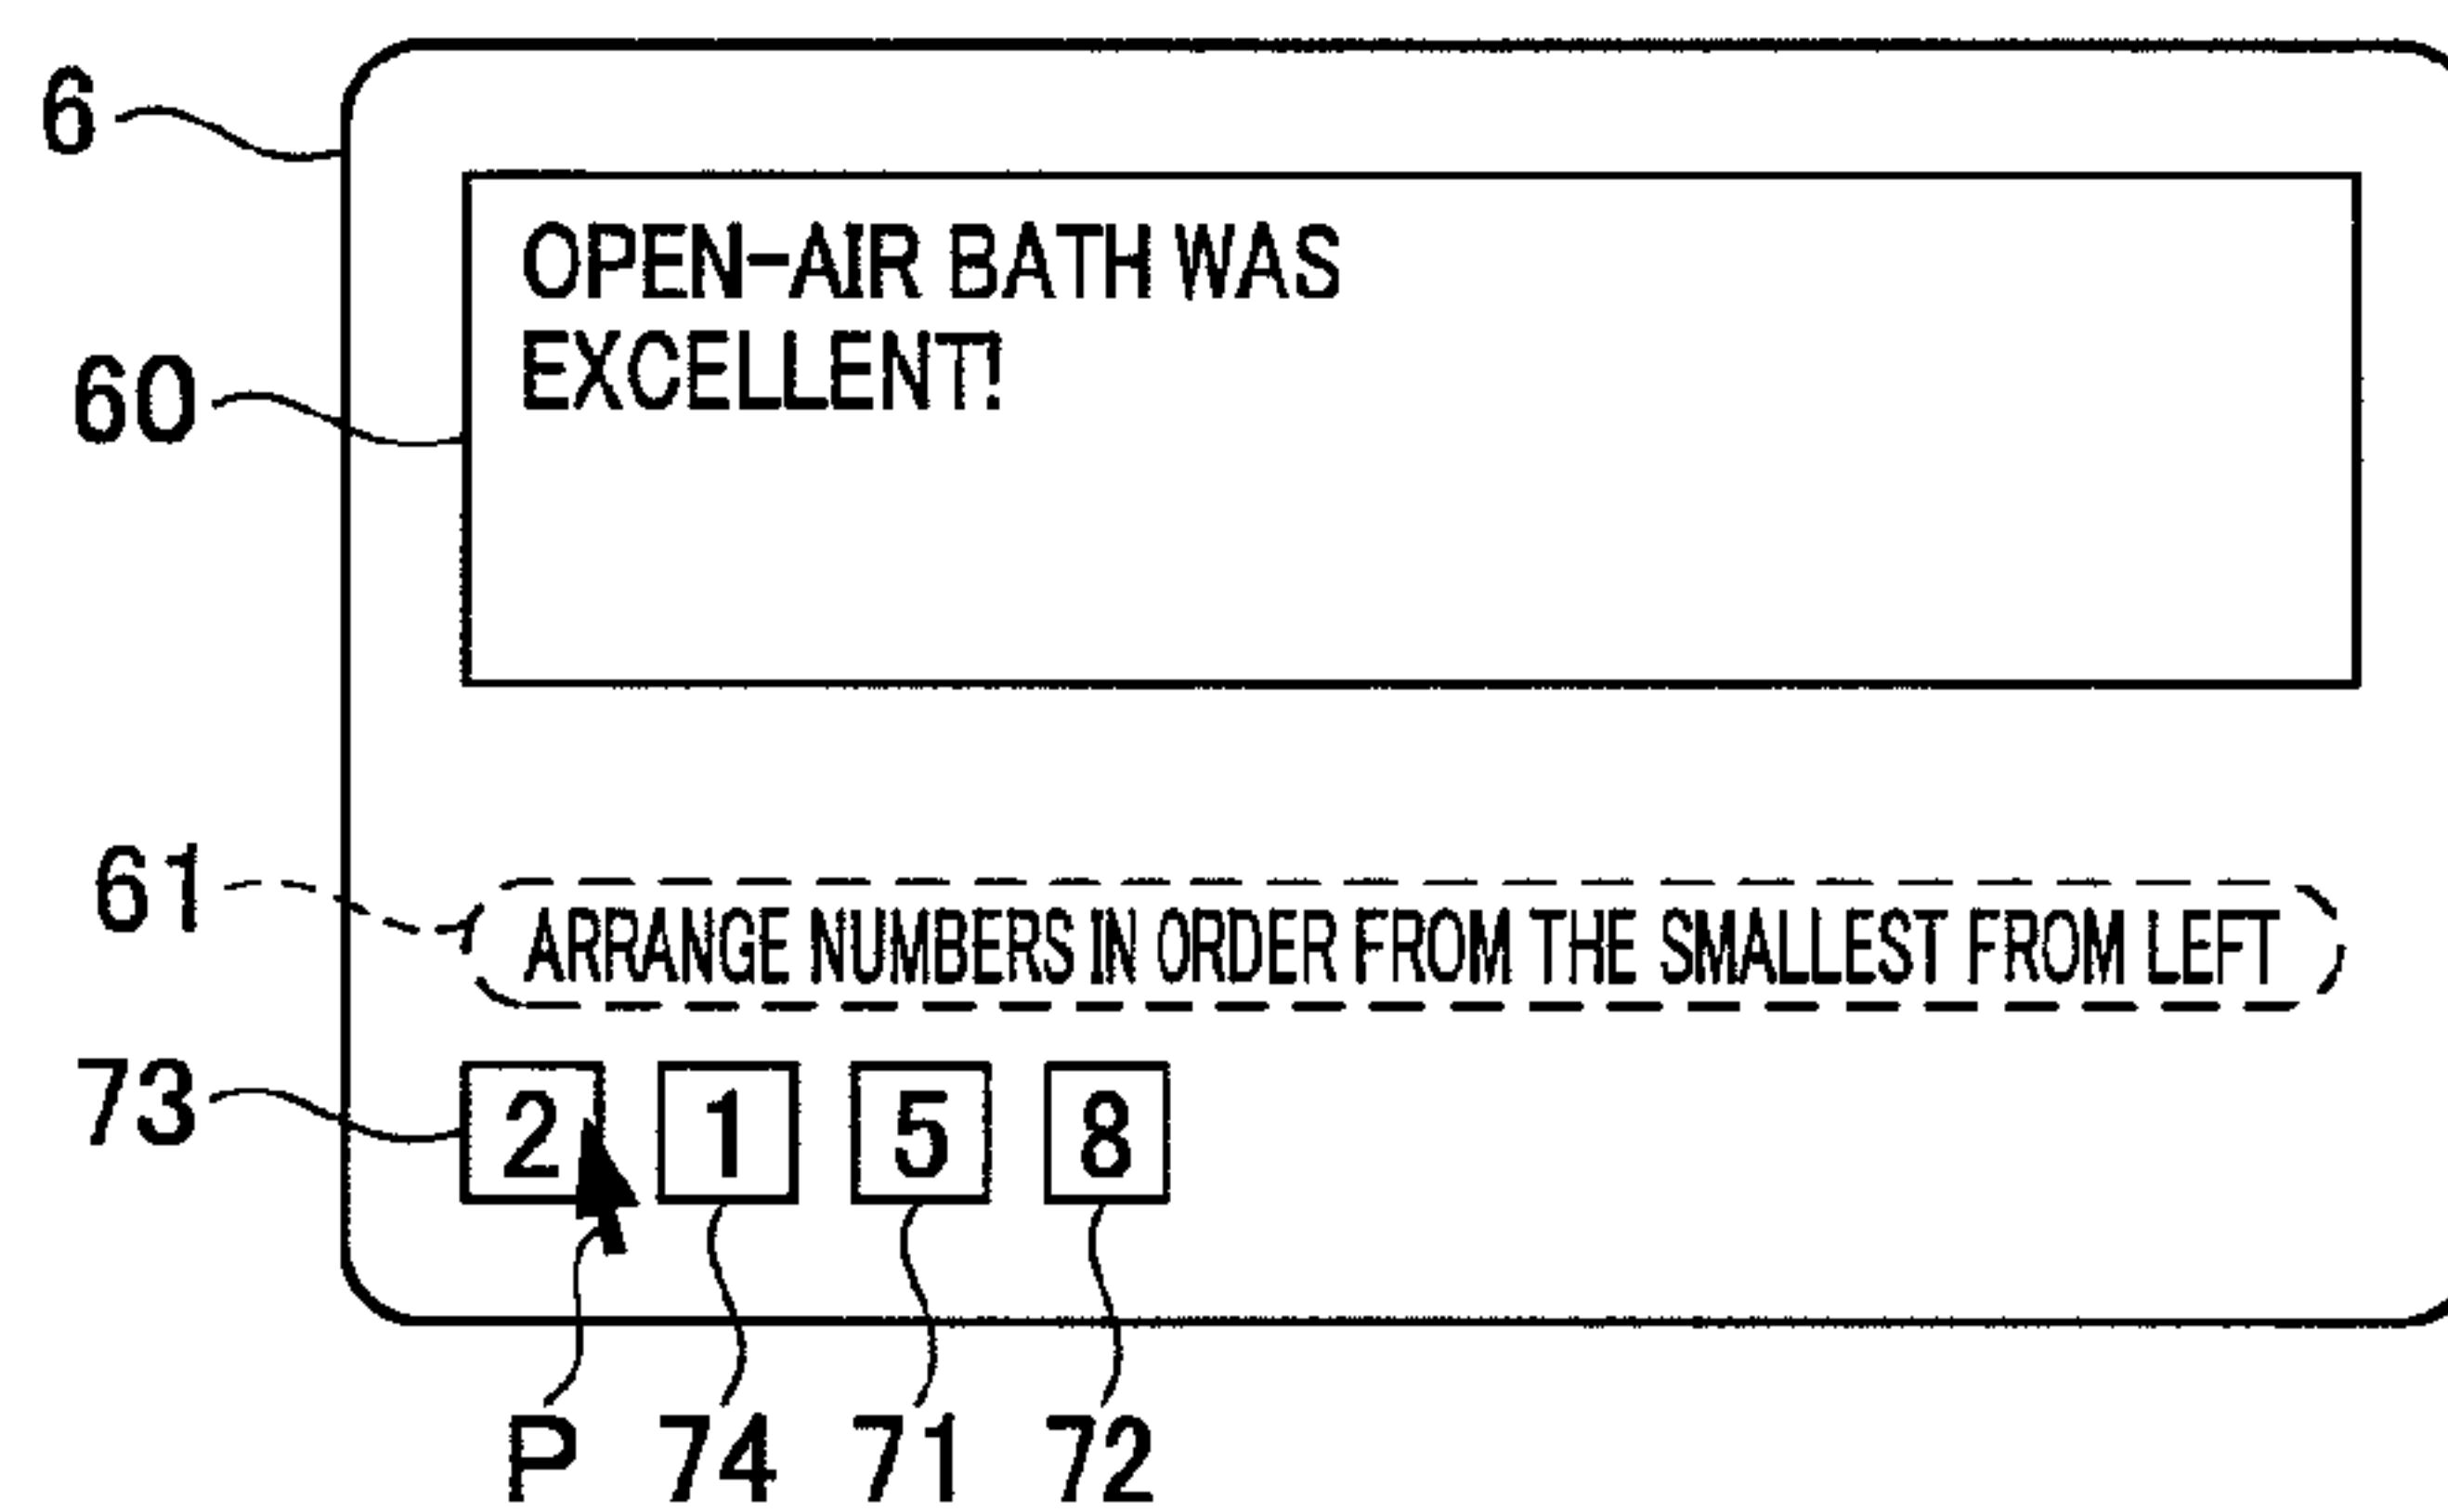 6
OPEN-AIR BATH WAS
EXCELLENT!
60
61
ARRANGE NUMBERS IN ORDER FROM THE SMALLEST FROM LEFT
73
2 1 5 8
P 74 71 72